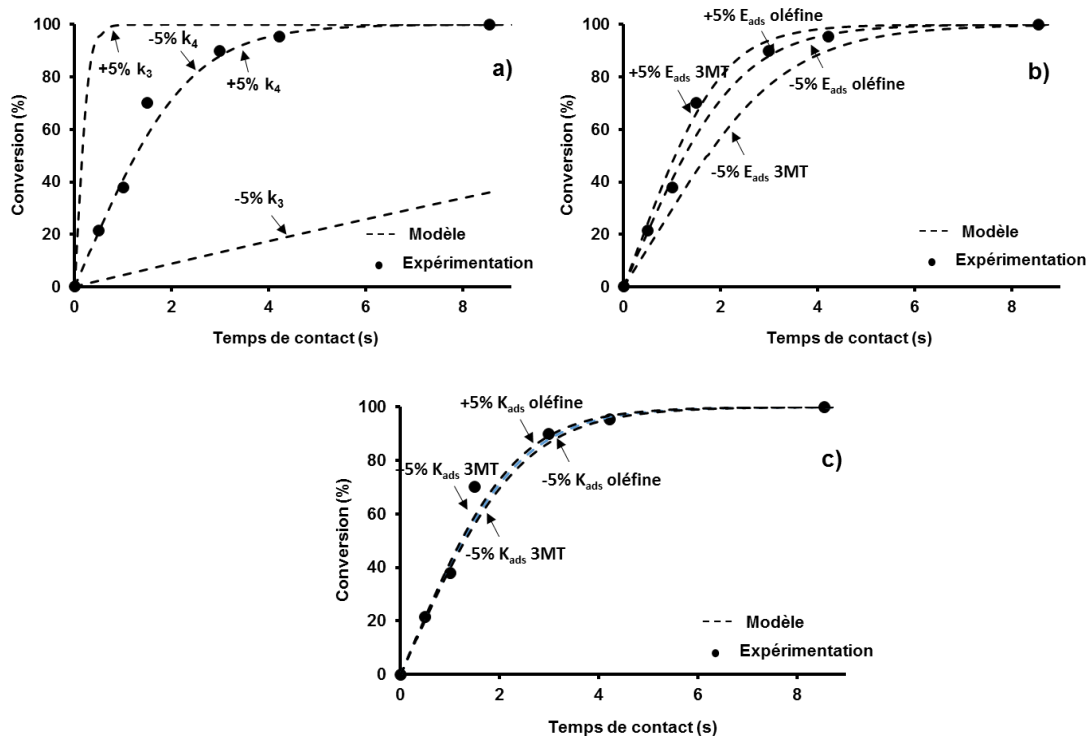 100
80
60
40
20
0
0
2
4
6
8
Conversion (%)
Temps de contact (s)
+5% k3
-5% k4
+5% k4
-5% k3
a)
Modèle
Expérimentation
100
80
60
40
20
0
0
2
4
6
8
Conversion (%)
Temps de contact (s)
+5% Eads oléfine
+5% Eads 3MT
-5% Eads oléfine
-5% Eads 3MT
b)
Modèle
Expérimentation
100
80
60
40
20
0
0
2
4
6
8
Conversion (%)
Temps de contact (s)
+5% Kads oléfine
5% Kads 3MT
-5% Kads oléfine
-5% Kads 3MT
c)
Modèle
Expérimentation